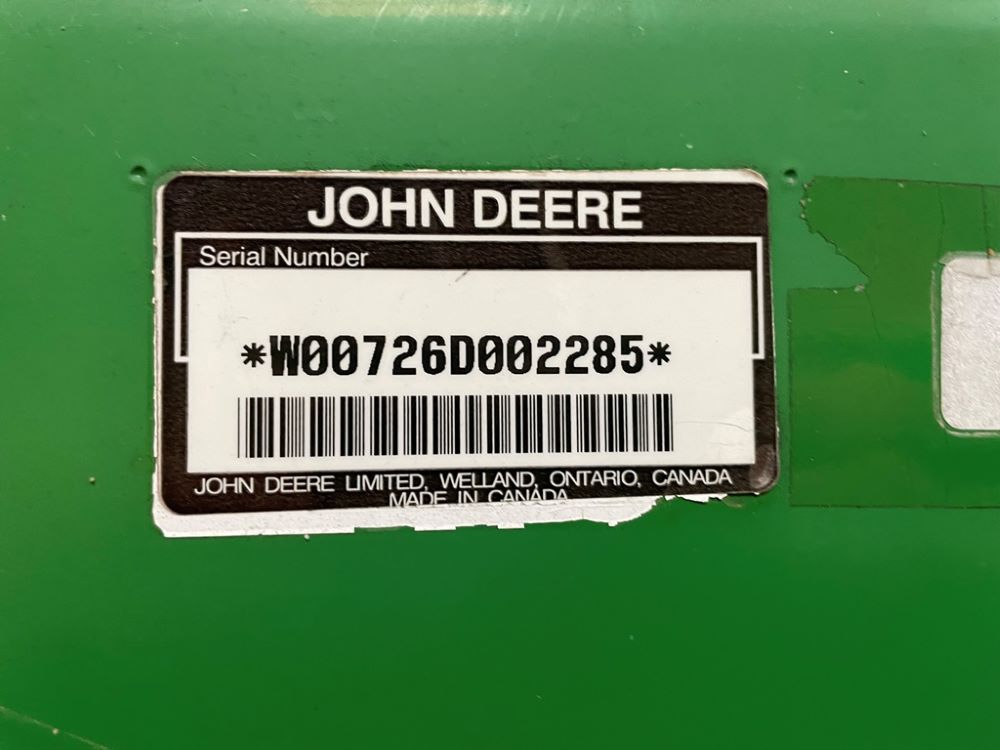 JOHN DEERE
Serial Number
*W00726D002285*
JOHN DEERE LIMITED, WELLAND, ONTARIO, CANADA
MADE IN CANADA